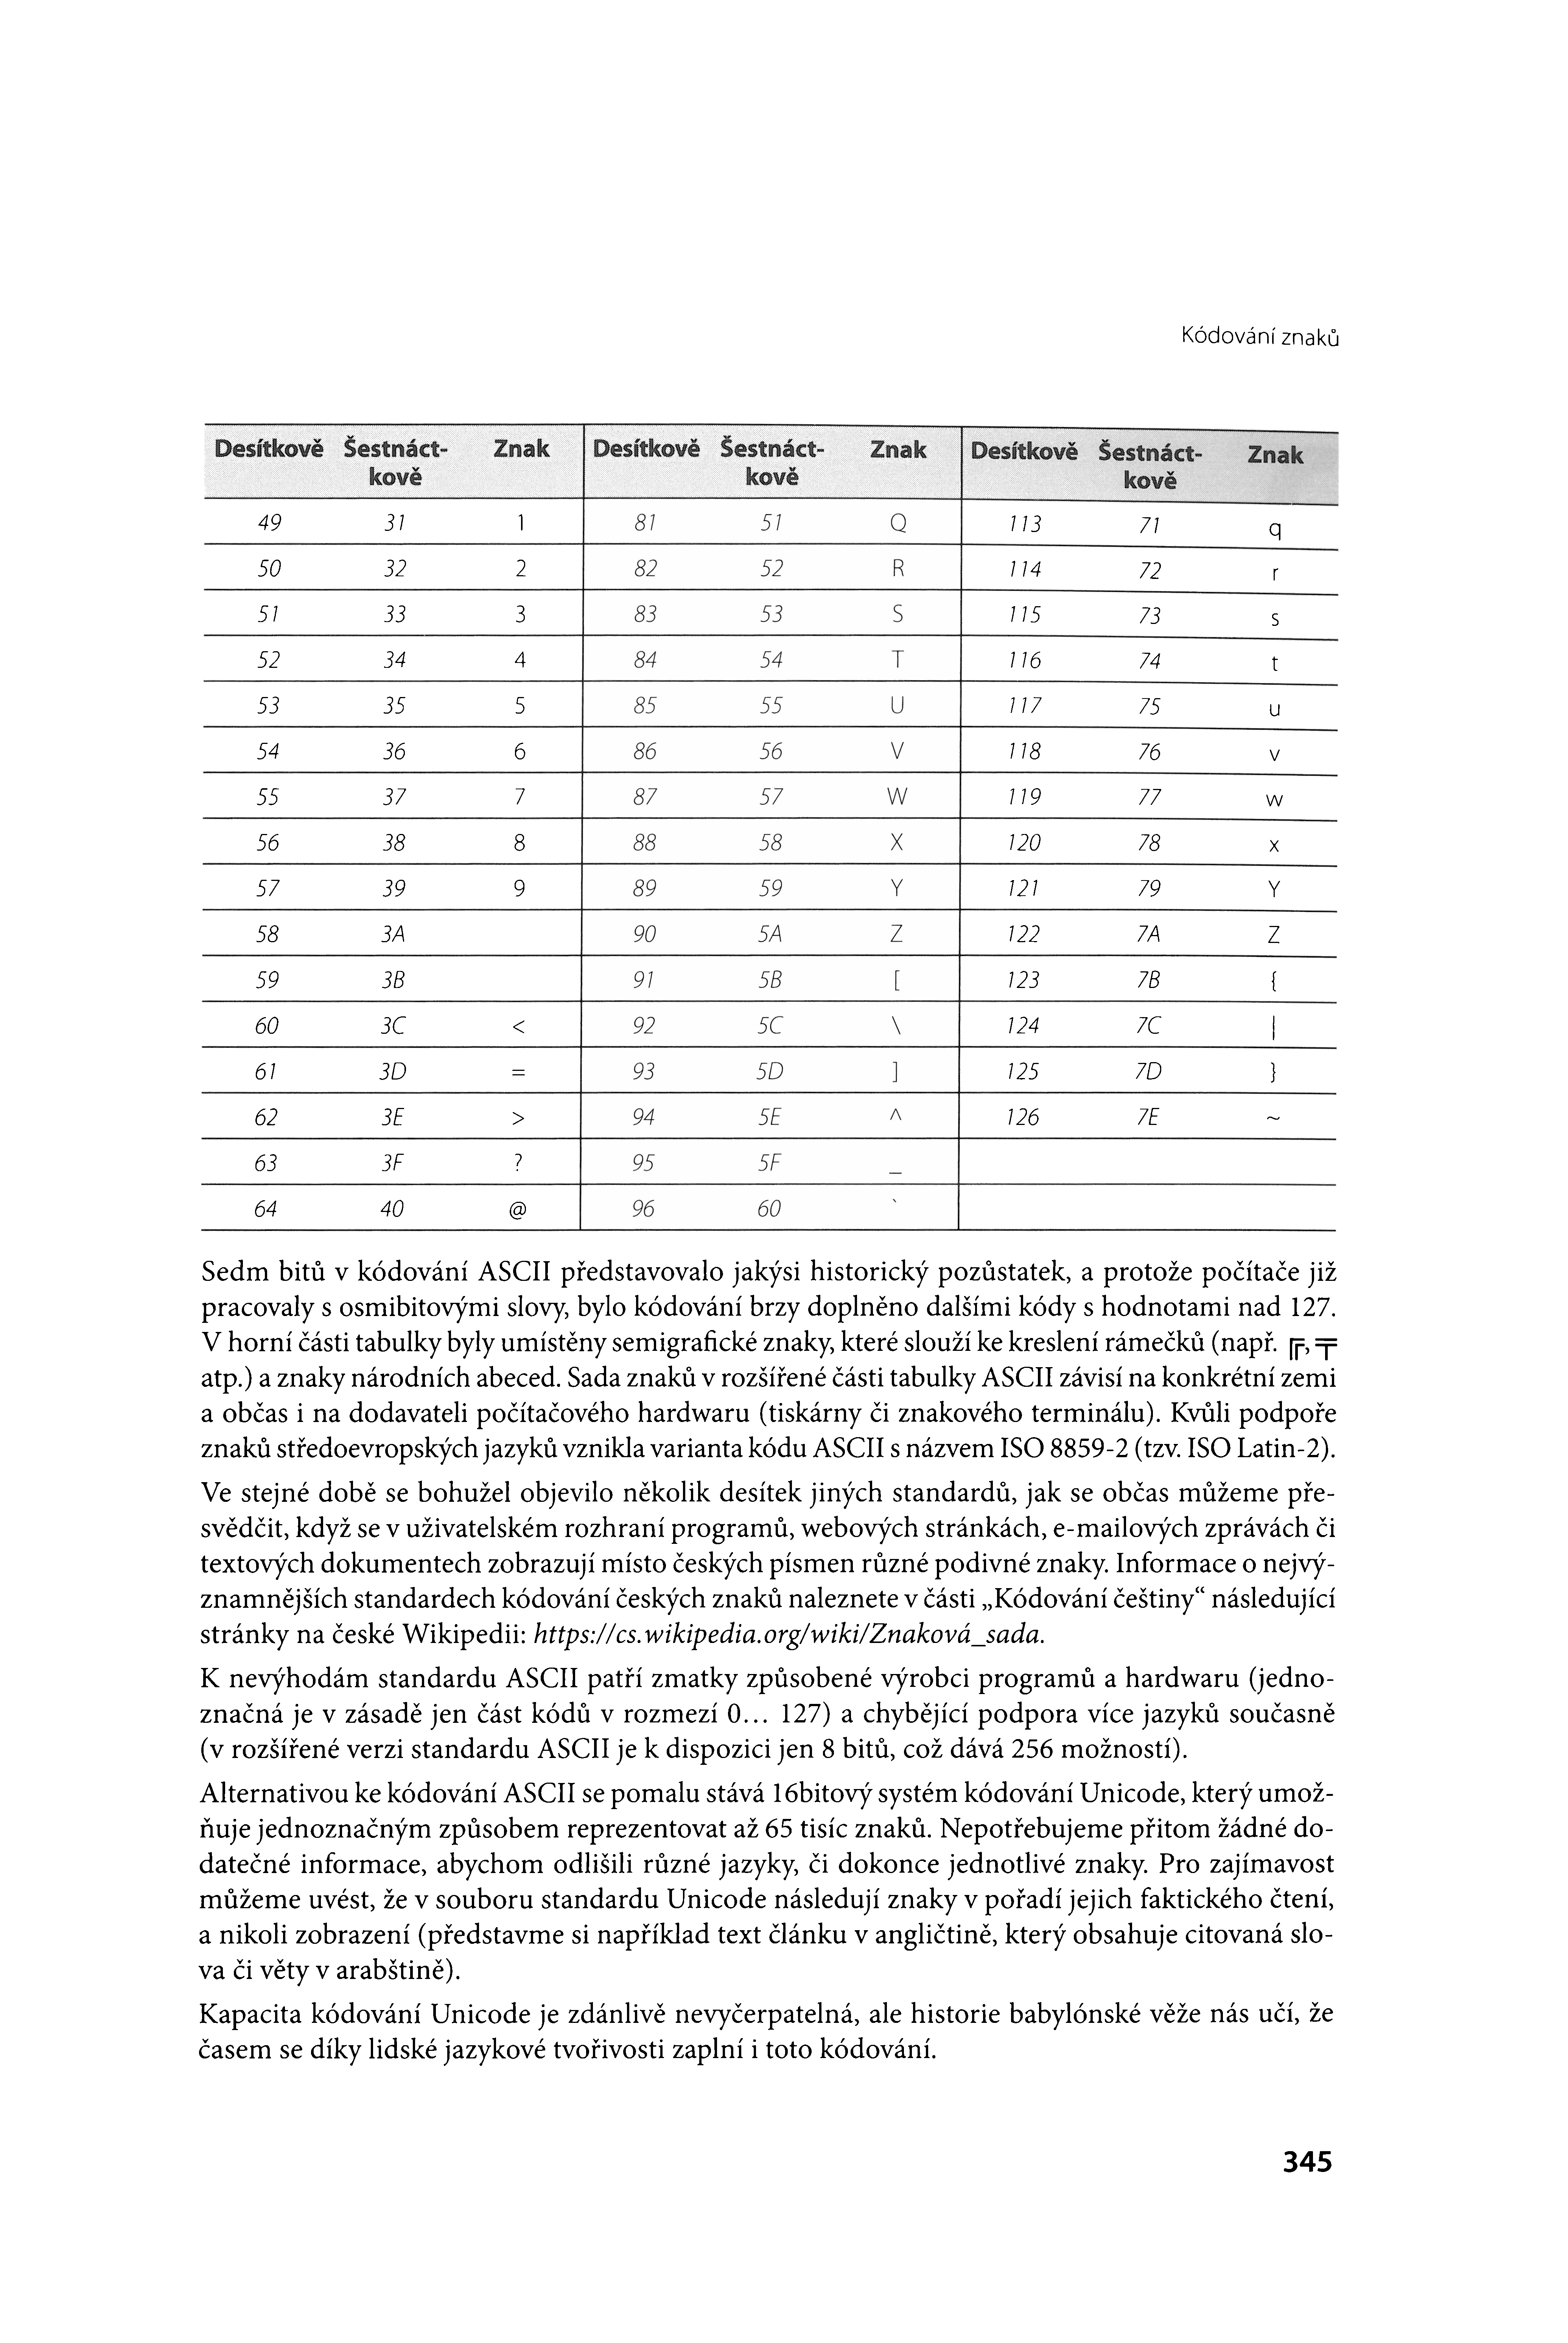 Kódování znaků
Desítkově Šestnáct- Znak Desítkově Šestnáct- Znak Desítkově Šestnáct- Znak
kově kově kově
49 31 1 81 51 Q 113 71 q
50 32 2 82 52 R 114 72 r
51 33 3 83 53 S 115 73 s
52 34 4 84 54 T 116 74 t
53 35 5 85 55 U 117 75 u
54 36 6 86 56 V 118 76 v
55 37 7 87 57 W 119 77 w
56 38 8 88 58 X 120 78 x
57 39 9 89 59 Y 121 79 Y
58 3A 90 5A Z 122 7A Z
59 3B 91 5B [ 123 7B {
60 3C < 92 5C \ 124 7C |
61 3D = 93 5D ] 125 7D }
62 3E > 94 5E ^ 126 7E ~
63 3F ? 95 5F _
64 40 @ 96 60 `
Sedm bitů v kódování ASCII představovalo jakýsi historický pozůstatek, a protože počítače již
pracovaly s osmibitovými slovy, bylo kódování brzy doplněno dalšími kódy s hodnotami nad 127.
V horní části tabulky byly umístěny semigrafické znaky, které slouží ke kreslení rámečků (např. ╔, ╤
atp.) a znaky národních abeced. Sada znaků v rozšířené části tabulky ASCII závisí na konkrétní zemi
a občas i na dodavateli počítačového hardwaru (tiskárny či znakového terminálu). Kvůli podpoře
znaků středoevropských jazyků vznikla varianta kódu ASCII s názvem ISO 8859-2 (tzv. ISO Latin-2).
Ve stejné době se bohužel objevilo několik desítek jiných standardů, jak se občas můžeme pře-
svědčit, když se v uživatelském rozhraní programů, webových stránkách, e-mailových zprávách či
textových dokumentech zobrazují místo českých písmen různé podivné znaky. Informace o nejvý-
znamnějších standardech kódování českých znaků naleznete v části „Kódování češtiny“ následující
stránky na české Wikipedii: https://cs.wikipedia.org/wiki/Znaková_sada.
K nevýhodám standardu ASCII patří zmatky způsobené výrobci programů a hardwaru (jedno-
značná je v zásadě jen část kódů v rozmezí 0… 127) a chybějící podpora více jazyků současně
(v rozšířené verzi standardu ASCII je k dispozici jen 8 bitů, což dává 256 možností).
Alternativou ke kódování ASCII se pomalu stává 16bitový systém kódování Unicode, který umož-
ňuje jednoznačným způsobem reprezentovat až 65 tisíc znaků. Nepotřebujeme přitom žádné do-
datečné informace, abychom odlišili různé jazyky, či dokonce jednotlivé znaky. Pro zajímavost
můžeme uvést, že v souboru standardu Unicode následují znaky v pořadí jejich faktického čtení,
a nikoli zobrazení (představme si například text článku v angličtině, který obsahuje citovaná slo-
va či věty v arabštině).
Kapacita kódování Unicode je zdánlivě nevyčerpatelná, ale historie babylónské věže nás učí, že
časem se díky lidské jazykové tvořivosti zaplní i toto kódování.
345